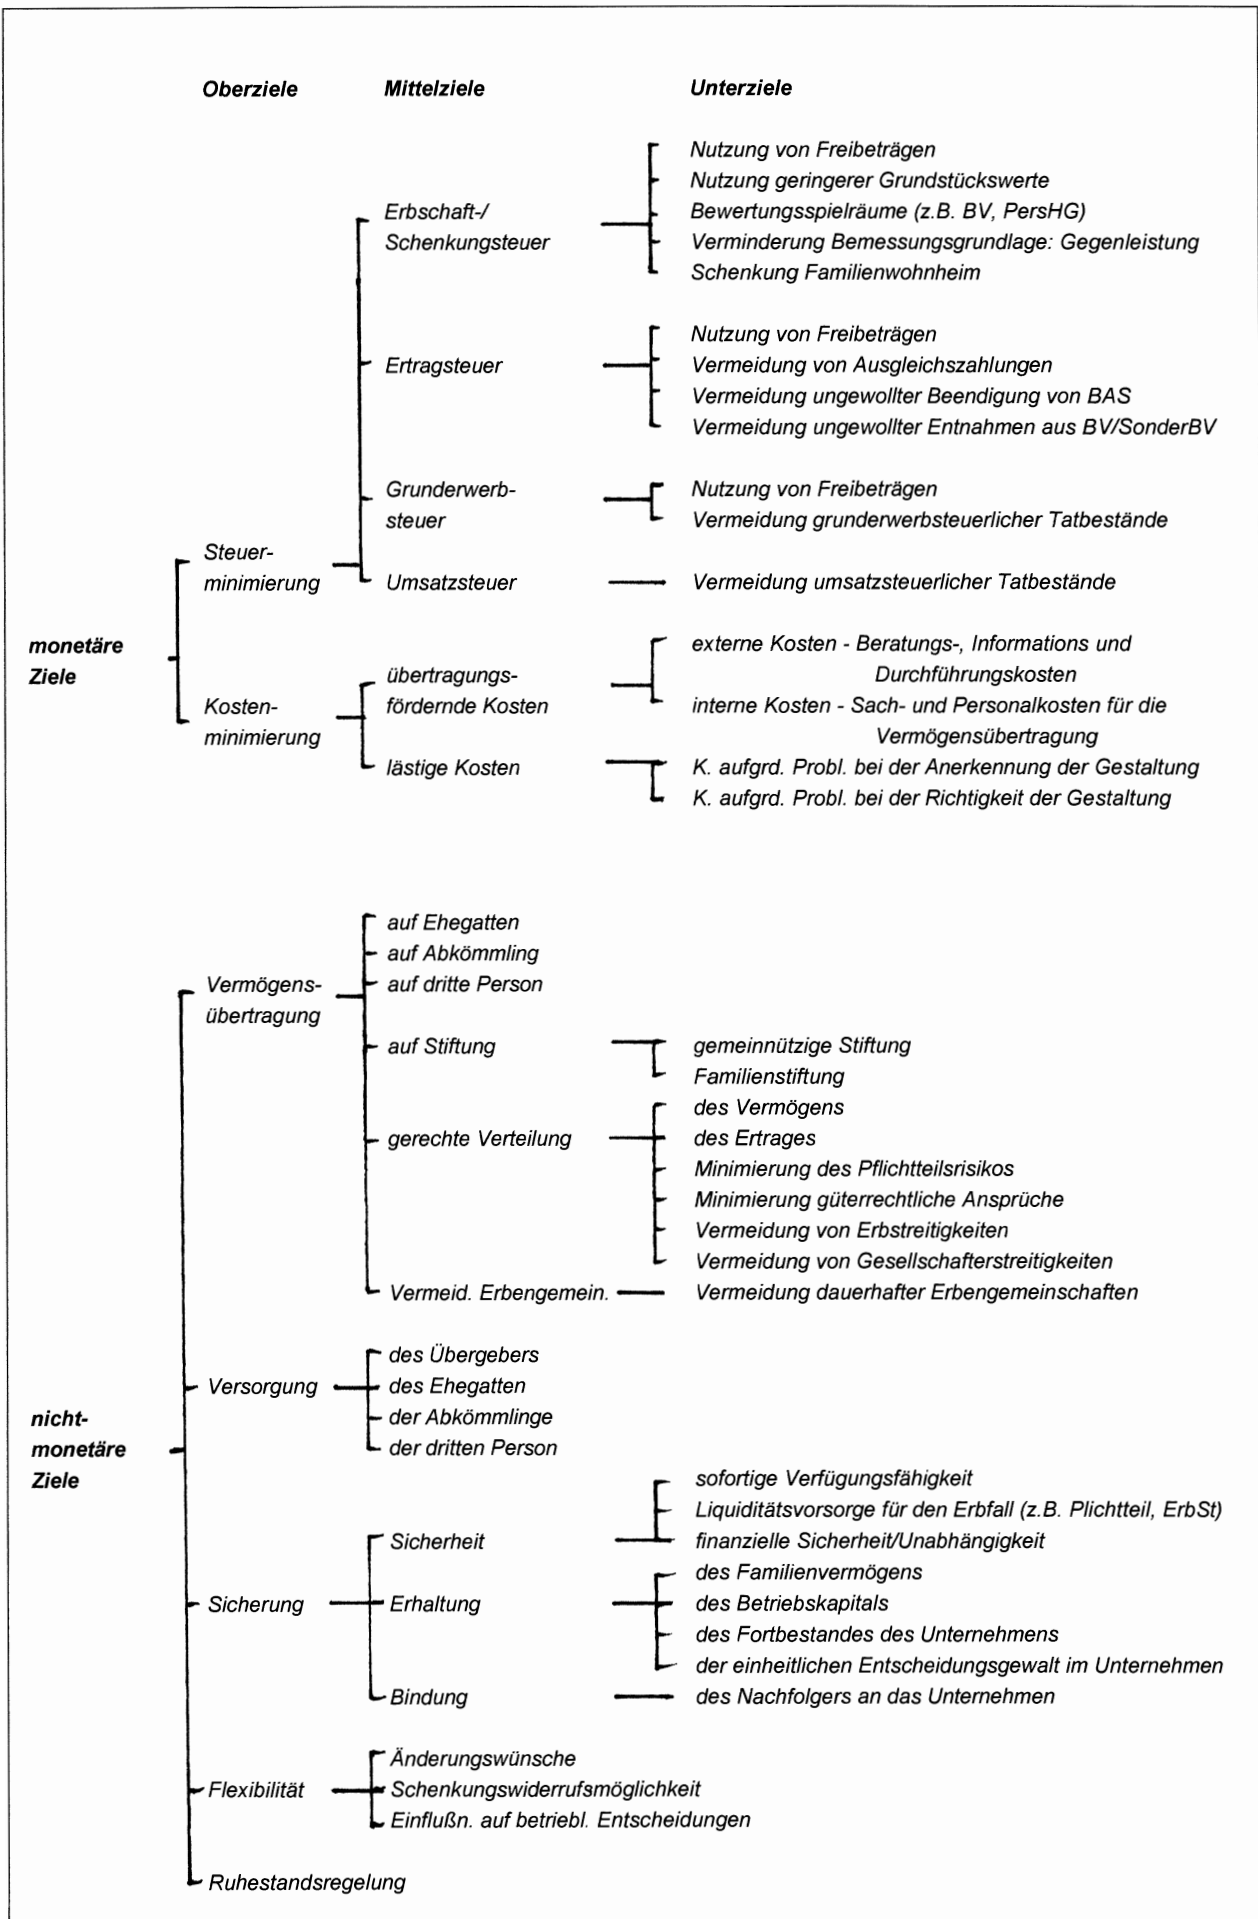 Oberziele Mittelziele Unterziele
Nutzung von Freibeträgen
Nutzung geringerer Grundstückswerte
Erbschaft-/ Bewertungsspielräume (z.B. BV, PersHG)
Schenkungsteuer Verminderung Bemessungsgrundlage: Gegenleistung
Schenkung Familienwohnheim
Nutzung von Freibeträgen
Ertragsteuer Vermeidung von Ausgleichszahlungen
Vermeidung ungewollter Beendigung von BAS
Vermeidung ungewollter Entnahmen aus BV/SonderBV
Grunderwerb- Nutzung von Freibeträgen
steuer Vermeidung grunderwerbsteuerlicher Tatbestände
Steuer-
minimierung Umsatzsteuer Vermeidung umsatzsteuerlicher Tatbestände
monetäre externe Kosten - Beratungs-, Informations und
Ziele übertragungs- Durchführungskosten
Kosten- fördernde Kosten interne Kosten - Sach- und Personalkosten für die
minimierung Vermögensübertragung
lästige Kosten K. aufgrd. Probl. bei der Anerkennung der Gestaltung
K. aufgrd. Probl. bei der Richtigkeit der Gestaltung
auf Ehegatten
auf Abkömmling
Vermögens- auf dritte Person
übertragung
auf Stiftung gemeinnützige Stiftung
Familienstiftung
des Vermögens
gerechte Verteilung des Ertrages
Minimierung des Pflichtteilsrisikos
Minimierung güterrechtliche Ansprüche
Vermeidung von Erbstreitigkeiten
Vermeidung von Gesellschafterstreitigkeiten
Vermeid. Erbengemein. Vermeidung dauerhafter Erbengemeinschaften
des Übergebers
Versorgung des Ehegatten
nicht- der Abkömmlinge
monetäre der dritten Person
Ziele sofortige Verfügungsfähigkeit
Liquiditätsvorsorge für den Erbfall (z.B. Plichtteil, ErbSt)
Sicherheit finanzielle Sicherheit/Unabhängigkeit
des Familienvermögens
Sicherung Erhaltung des Betriebskapitals
des Fortbestandes des Unternehmens
der einheitlichen Entscheidungsgewalt im Unternehmen
Bindung des Nachfolgers an das Unternehmen
Änderungswünsche
Flexibilität Schenkungswiderrufsmöglichkeit
Einflußn. auf betriebl. Entscheidungen
Ruhestandsregelung